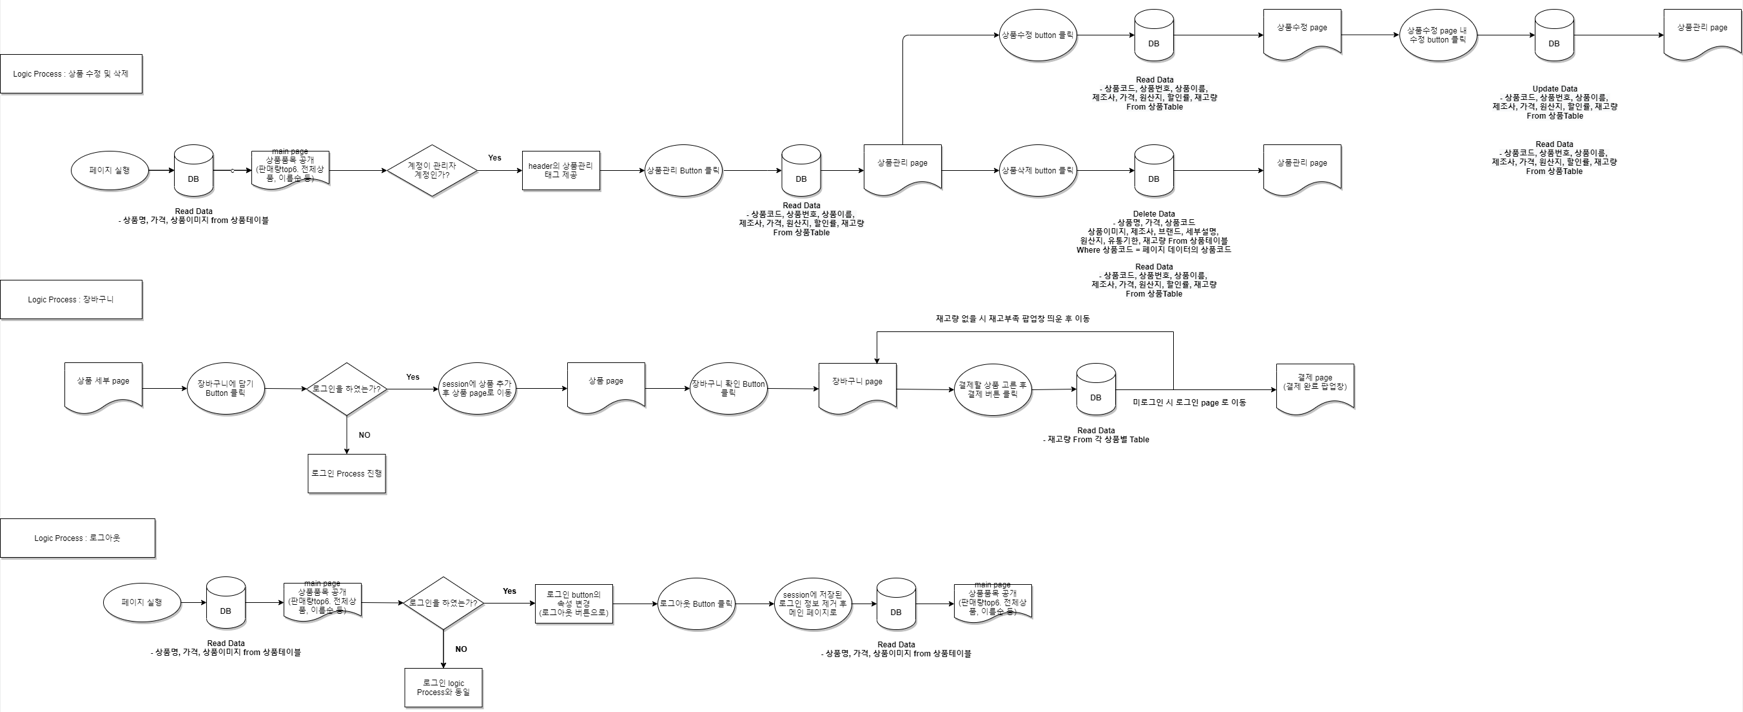 Logic Process : 상품 수정 및 삭제
페이지 실행
DB
Read Data
- 상품명, 가격, 상품이미지 from 상품테이블
main page
상품품목 공개
(판매량top6. 전체상
품, 이름순 등)
계정이 관리자
계정인가?
Yes
header의 상품관리
태그 제공
상품관리 Button 클릭
DB
Read Data
- 상품코드, 상품번호, 상품이름,
제조사, 가격, 원산지, 할인률, 재고량
From 상품Table
상품관리 page
상품수정 button 클릭
DB
Read Data
- 상품코드, 상품번호, 상품이름,
제조사, 가격, 원산지, 할인률, 재고량
From 상품Table
상품수정 page
상품수정 page 내
수정 button 클릭
DB
Update Data
- 상품코드, 상품번호, 상품이름,
제조사, 가격, 원산지, 할인률, 재고량
From 상품Table
Read Data
- 상품코드, 상품번호, 상품이름,
제조사, 가격, 원산지, 할인률, 재고량
From 상품Table
상품관리 page
상품삭제 button 클릭
DB
Delete Data
- 상품명, 가격, 상품코드
상품이미지, 제조사, 브랜드, 세부설명,
원산지, 유통기한, 재고량 From 상품테이블
Where 상품코드 = 페이지 데이터의 상품코드
Read Data
- 상품코드, 상품번호, 상품이름,
제조사, 가격, 원산지, 할인률, 재고량
From 상품Table
상품관리 page
Logic Process : 장바구니
상품 세부 page
장바구니에 담기
Button 클릭
로그인을 하였는가?
Yes
NO
로그인 Process 진행
session에 상품 추가
후 상품 page로 이동
상품 page
장바구니 확인 Button
클릭
장바구니 page
재고량 없을 시 재고부족 팝업창 띄운 후 이동
결제할 상품 고른 후
결제 버튼 클릭
DB
Read Data
- 재고량 From 각 상품별 Table
미로그인 시 로그인 page 로 이동
결제 page
(결제 완료 팝업창)
Logic Process : 로그아웃
페이지 실행
DB
Read Data
- 상품명, 가격, 상품이미지 from 상품테이블
main page
상품품목 공개
(판매량top6. 전체상
품, 이름순 등)
로그인을 하였는가?
Yes
NO
로그인 logic
Process와 동일
로그인 button의
속성 변경
(로그아웃 버튼으로)
로그아웃 Button 클릭
session에 저장된
로그인 정보 제거 후
메인 페이지로
DB
Read Data
- 상품명, 가격, 상품이미지 from 상품테이블
main page
상품품목 공개
(판매량top6. 전체상
품, 이름순 등)